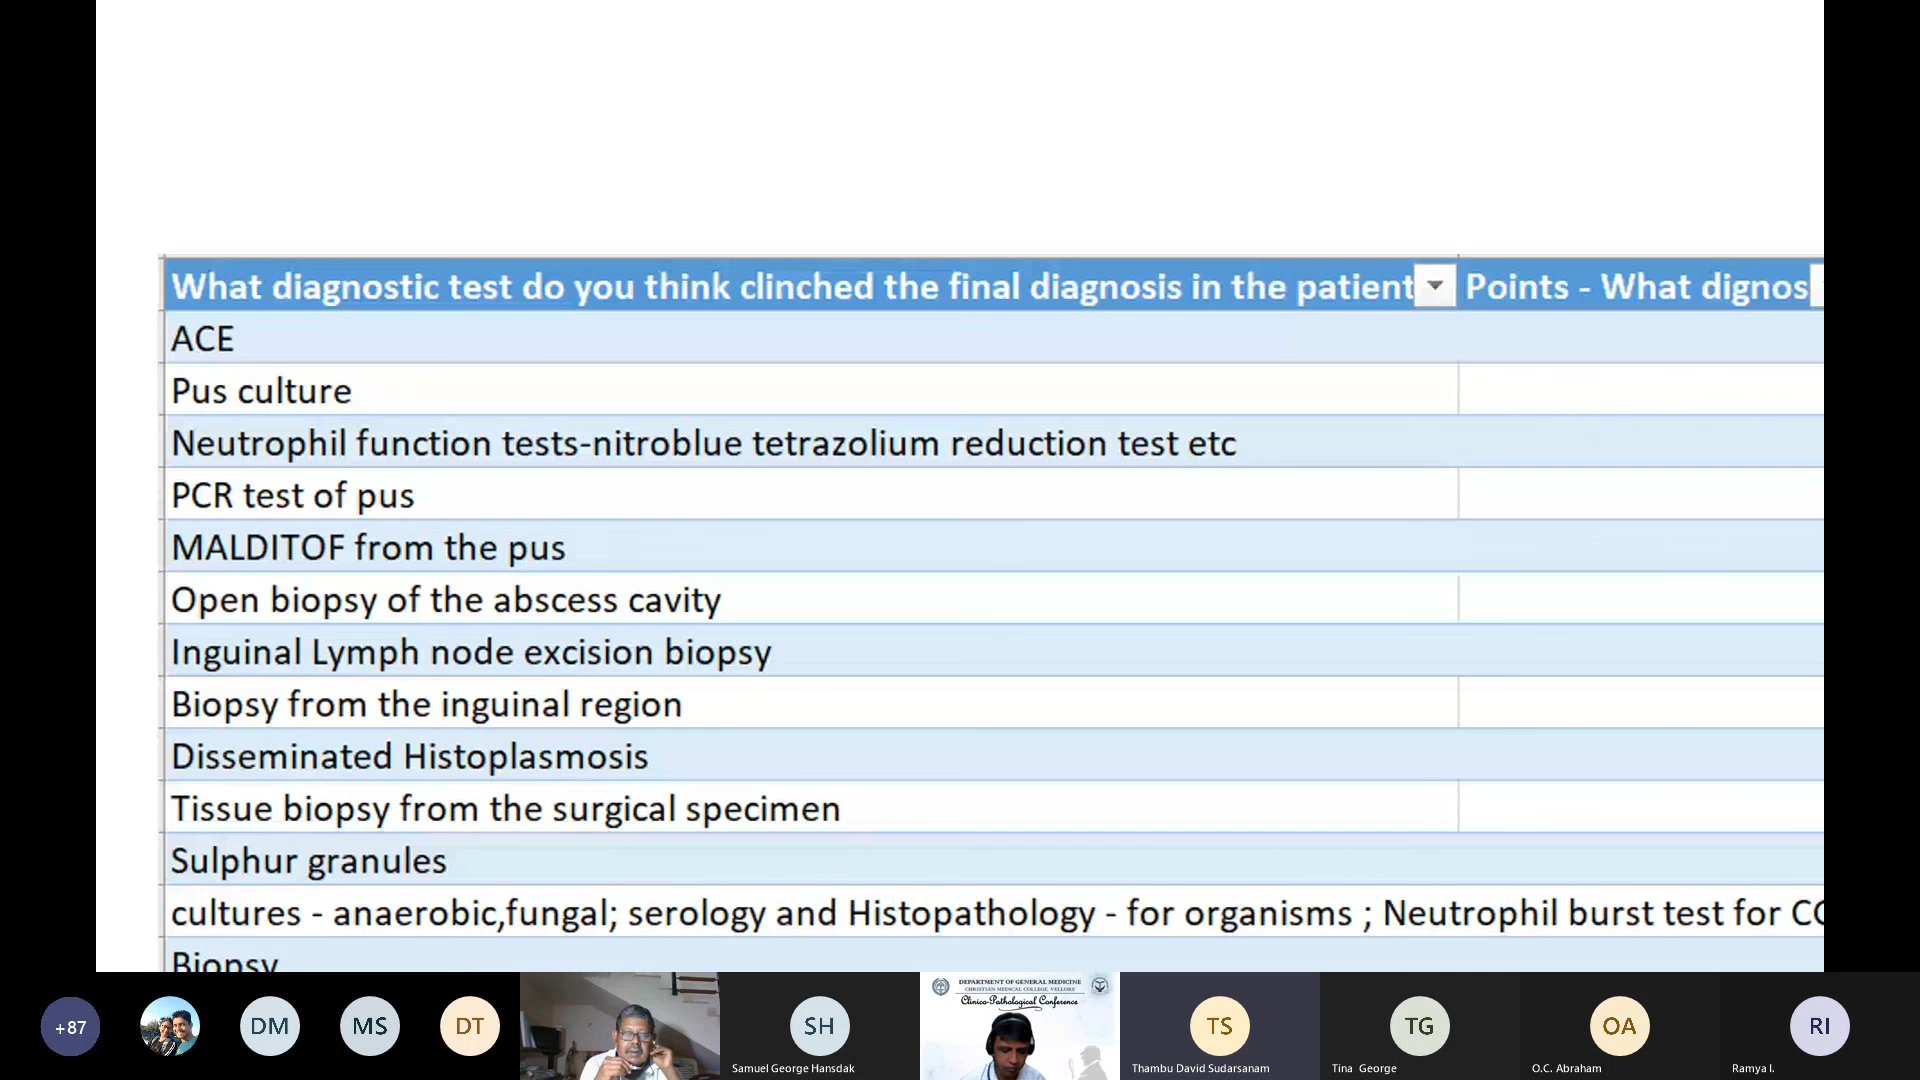 What diagnostic test do you think clinched the final diagnosis in the patient Points - What dignos
ACE
Pus culture
Neutrophil function tests-nitroblue tetrazolium reduction test etc
PCR test of pus
MALDITOF from the pus
Open biopsy of the abscess cavity
Inguinal Lymph node excision biopsy
Biopsy from the inguinal region
Disseminated Histoplasmosis
Tissue biopsy from the surgical specimen
Sulphur granules
cultures - anaerobic,fungal; serology and Histopathology - for organisms ; Neutrophil burst test for
Biopsy
DEPARTMENT OF GENERAL MEDICINE
CHRISTIAN MEDICAL COLLEGE, VELLORE
Clinico-Pathological Conference
+87 DM MS DT SH TS TG OA RI
Samuel George Hansdak Thambu David Sudarsanam Tina George O.C. Abraham Ramya I.